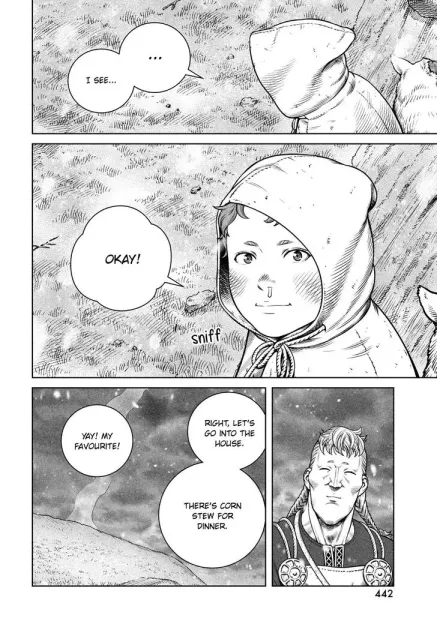 ...
I SEE...
OKAY!
sniff
RIGHT, LET'S
GO INTO THE
HOUSE.
THERE'S CORN
STEW FOR
DINNER.
YAY! MY
FAVOURITE!
442